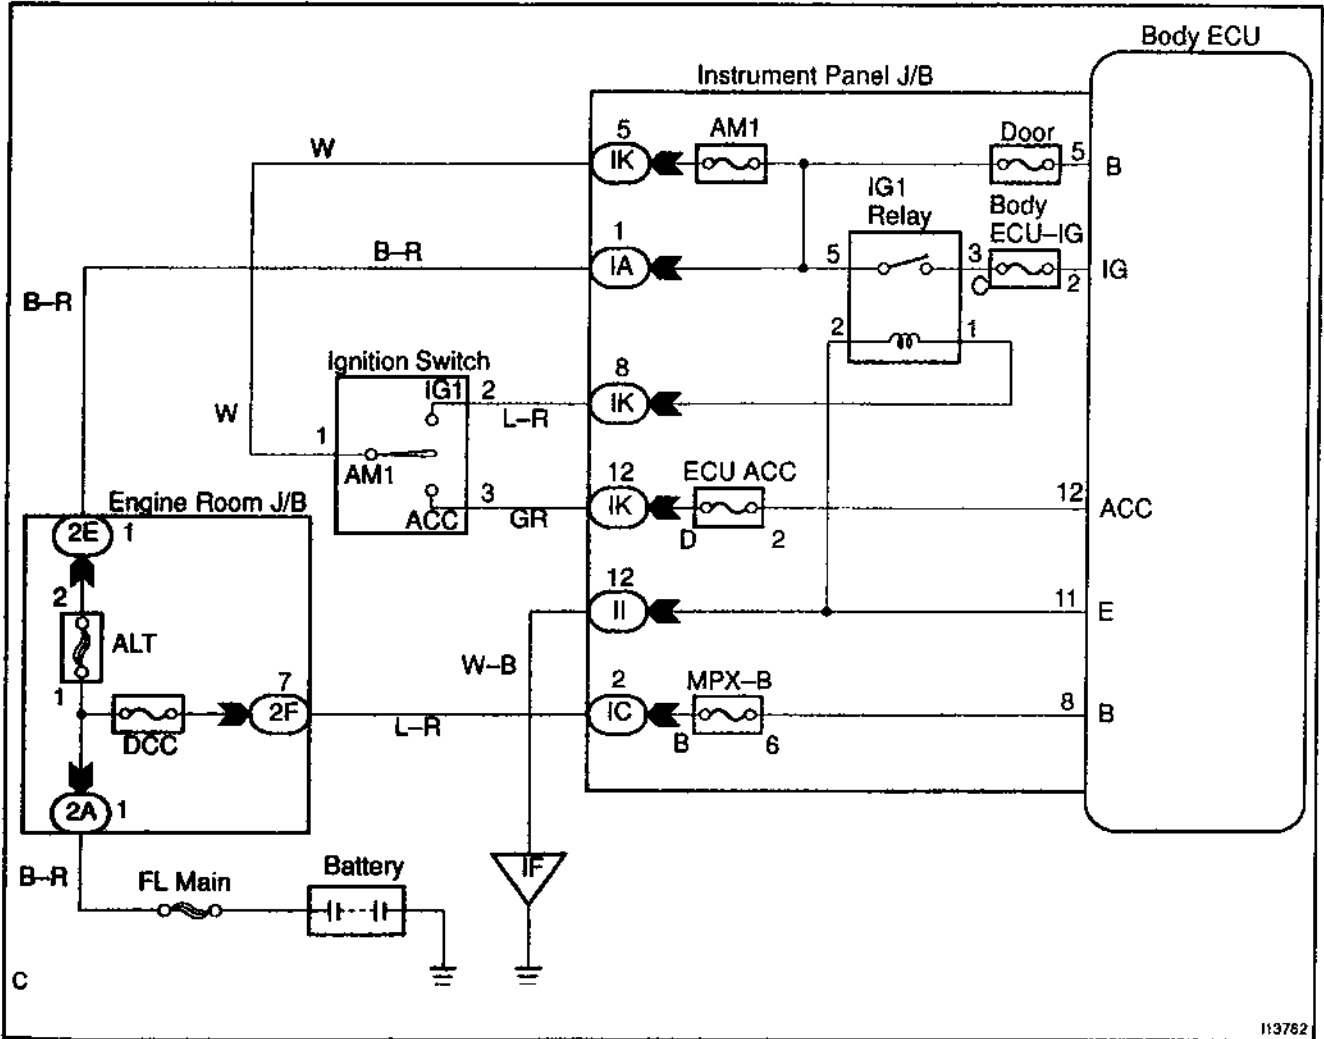 Body ECU
Instrument Panel J/B
5
AM1
W
IK
Door
5
B
IG1
Relay
Body
ECU–IG
1
B–R
IA
5
3
2
IG
B–R
2
1
Ignition Switch
8
IG1
2
IK
L–R
W
1
AM1
12
ECU ACC
3
IK
12
ACC
ACC
GR
D
2
Engine Room J/B
2E
1
12
2
II
11
E
ALT
W–B
1
7
2
MPX–B
2F
IC
8
B
DCC
L–R
B
6
2A
1
B–R
FL Main
Battery
IF
C
I13762